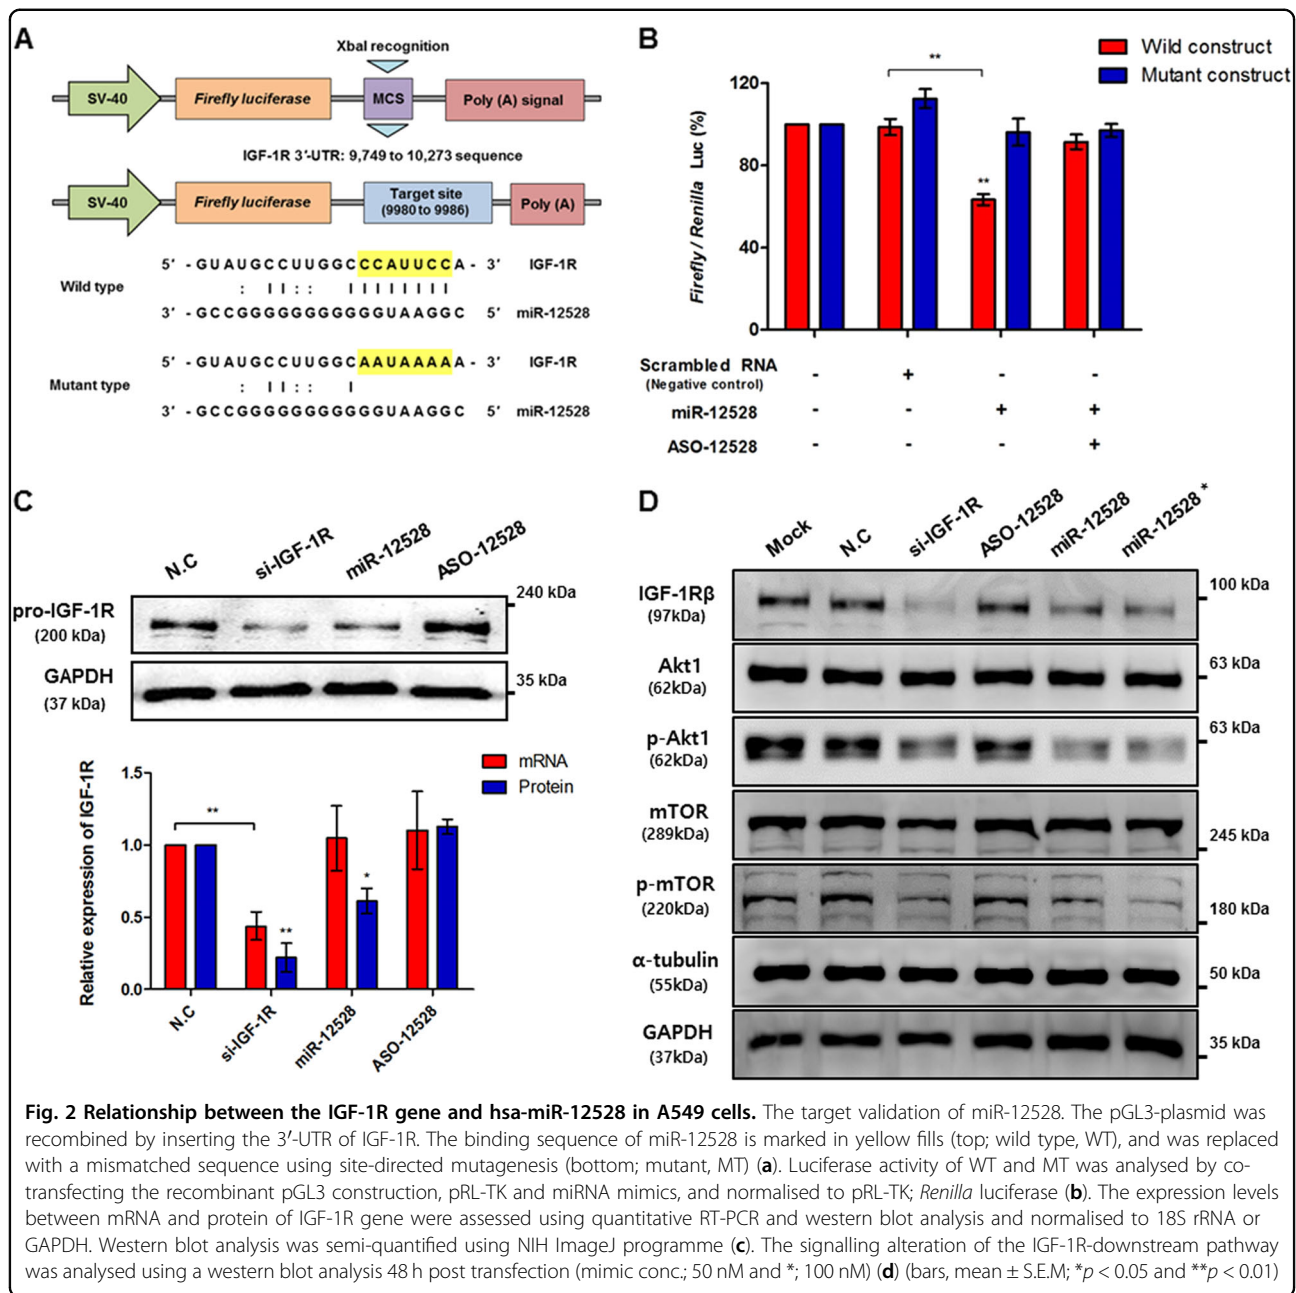 A
XbaI recognition
SV-40
Firefly luciferase
MCS
Poly (A) signal
IGF-1R 3′-UTR: 9,749 to 10,273 sequence
SV-40
Firefly luciferase
Target site
(9980 to 9986)
Poly (A)
Wild type
5′ - GUAUGCCUUGGCCCAUUCCA - 3′ IGF-1R
: I I : : I I I I I I I I
3′ - GCCGGGGGGGGGGUAAGGC 5′ miR-12528
Mutant type
5′ - GUAUGCCUUGGCAAUAAAAA - 3′ IGF-1R
: I I : : I
3′ - GCCGGGGGGGGGGUAAGGC 5′ miR-12528
B
Wild construct
Mutant construct
Firefly / Renilla Luc (%)
120
80
40
0
**
**
Scrambled RNA - + - -
(Negative control)
miR-12528 - - + +
ASO-12528 - - - +
C
N.C si-IGF-1R miR-12528 ASO-12528
pro-IGF-1R
(200 kDa)
240 kDa
GAPDH
(37 kDa)
35 kDa
mRNA
Protein
Relative expression of IGF-1R
1.5
1.0
0.5
0.0
**
**
*
N.C si-IGF-1R miR-12528 ASO-12528
D
Mock N.C si-IGF-1R ASO-12528 miR-12528 miR-12528 *
IGF-1Rβ
(97kDa)
100 kDa
Akt1
(62kDa)
63 kDa
p-Akt1
(62kDa)
63 kDa
mTOR
(289kDa)
245 kDa
p-mTOR
(220kDa)
180 kDa
α-tubulin
(55kDa)
50 kDa
GAPDH
(37kDa)
35 kDa
Fig. 2 Relationship between the IGF-1R gene and hsa-miR-12528 in A549 cells. The target validation of miR-12528. The pGL3-plasmid was
recombined by inserting the 3′-UTR of IGF-1R. The binding sequence of miR-12528 is marked in yellow fills (top; wild type, WT), and was replaced
with a mismatched sequence using site-directed mutagenesis (bottom; mutant, MT) (a). Luciferase activity of WT and MT was analysed by co-
transfecting the recombinant pGL3 construction, pRL-TK and miRNA mimics, and normalised to pRL-TK; Renilla luciferase (b). The expression levels
between mRNA and protein of IGF-1R gene were assessed using quantitative RT-PCR and western blot analysis and normalised to 18S rRNA or
GAPDH. Western blot analysis was semi-quantified using NIH ImageJ programme (c). The signalling alteration of the IGF-1R-downstream pathway
was analysed using a western blot analysis 48 h post transfection (mimic conc.; 50 nM and *; 100 nM) (d) (bars, mean ± S.E.M; *p < 0.05 and **p < 0.01)